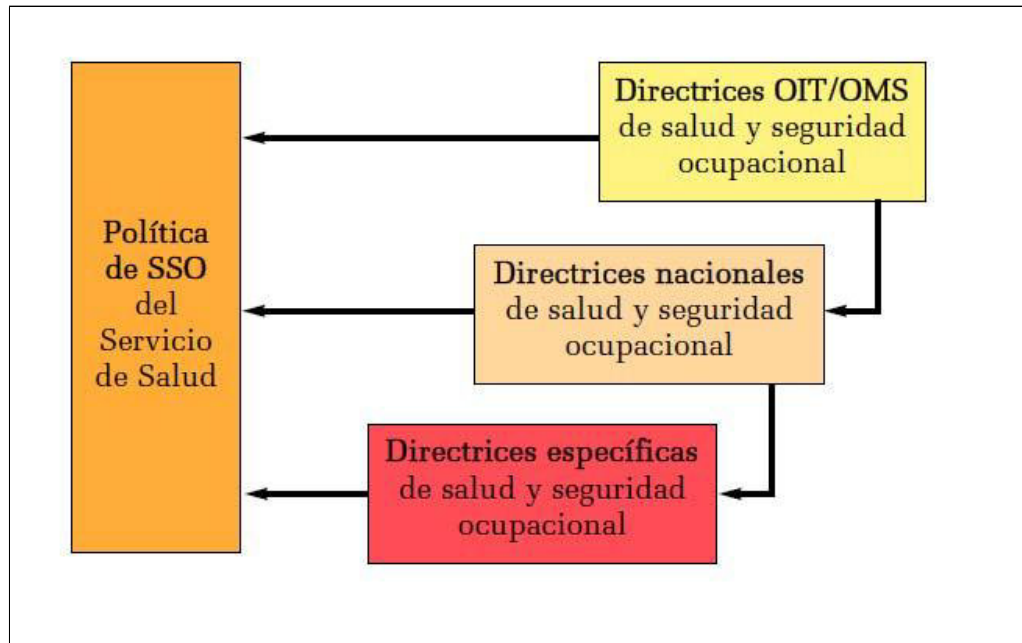 Política
de SSO
del
Servicio
de Salud
Directrices OIT/OMS
de salud y seguridad
ocupacional
Directrices nacionales
de salud y seguridad
ocupacional
Directrices específicas
de salud y seguridad
ocupacional